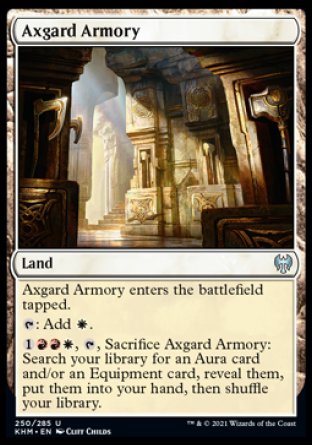 Axgard Armory
Land
Axgard Armory enters the battlefield
tapped.
: Add .
1, , Sacrifice Axgard Armory:
Search your library for an Aura card
and/or an Equipment card, reveal them,
put them into your hand, then shuffle
your library.
250/285 U
KHM • EN CLIFF CHILDS
™ & © 2021 Wizards of the Coast